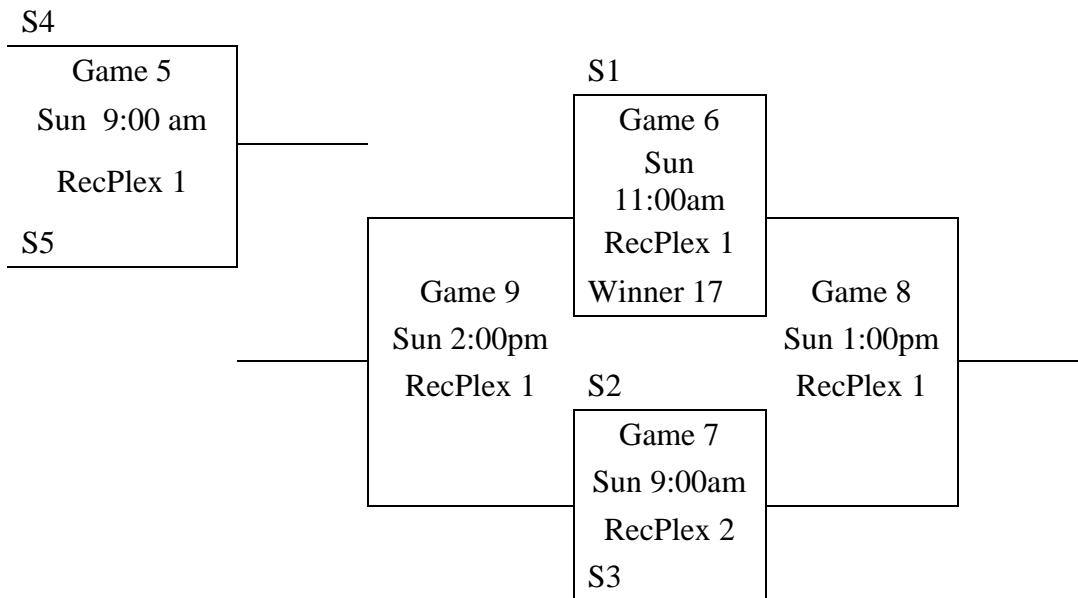 S4
Game 5
Sun 9:00 am
RecPlex 1
S5
S1
Game 6
Sun
11:00am
RecPlex 1
Winner 17
Game 9
Sun 2:00pm
RecPlex 1
Game 8
Sun 1:00pm
RecPlex 1
S2
Game 7
Sun 9:00am
RecPlex 2
S3